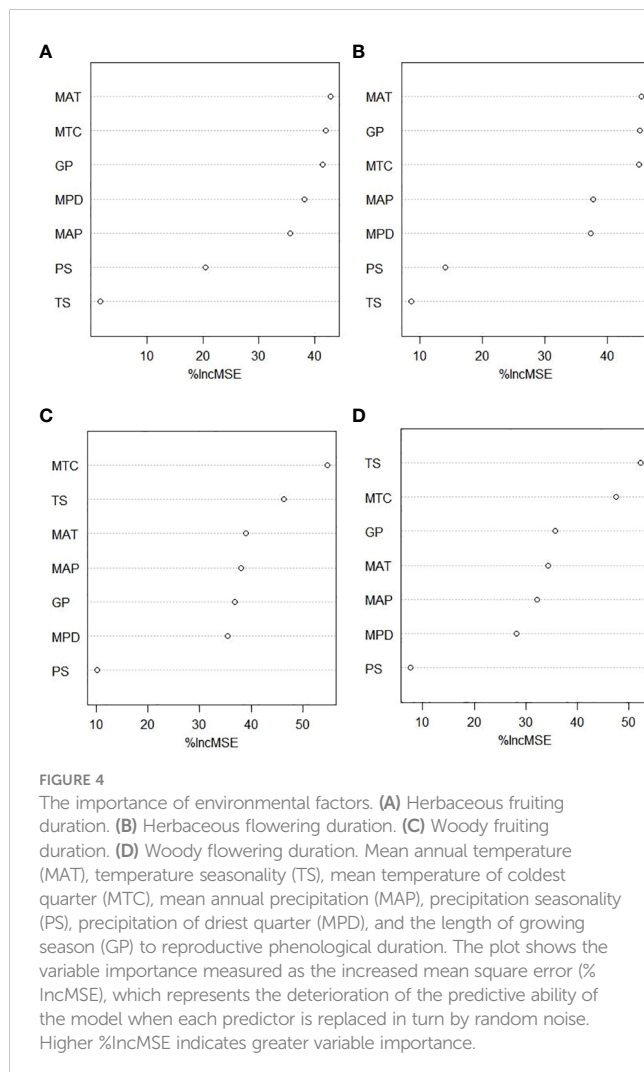 A
MAT
MTC
GP
MPD
MAP
PS
TS
10 20 30 40
%IncMSE
B
MAT
GP
MTC
MAP
MPD
PS
TS
10 20 30 40
%IncMSE
C
MTC
TS
MAT
MAP
GP
MPD
PS
10 20 30 40 50
%IncMSE
D
TS
MTC
GP
MAT
MAP
MPD
PS
10 20 30 40 50
%IncMSE
FIGURE 4
The importance of environmental factors. (A) Herbaceous fruiting
duration. (B) Herbaceous flowering duration. (C) Woody fruiting
duration. (D) Woody flowering duration. Mean annual temperature
(MAT), temperature seasonality (TS), mean temperature of coldest
quarter (MTC), mean annual precipitation (MAP), precipitation seasonality
(PS), precipitation of driest quarter (MPD), and the length of growing
season (GP) to reproductive phenological duration. The plot shows the
variable importance measured as the increased mean square error (%
IncMSE), which represents the deterioration of the predictive ability of
the model when each predictor is replaced in turn by random noise.
Higher %IncMSE indicates greater variable importance.